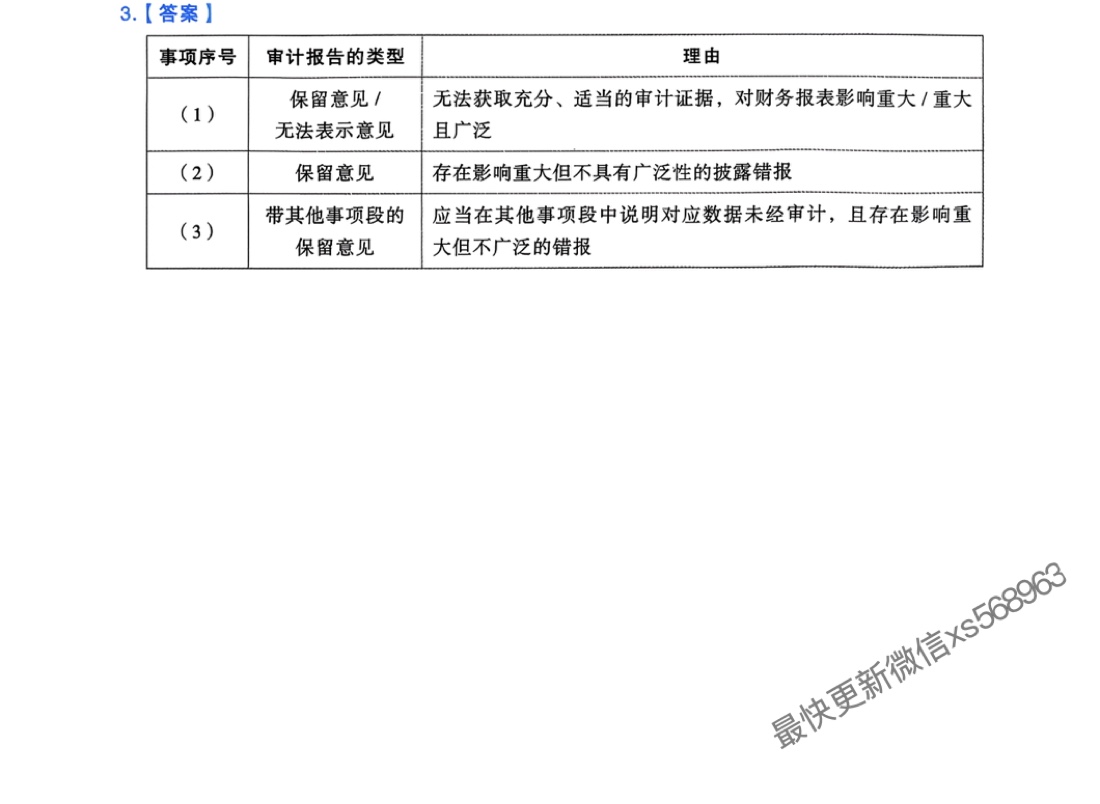 3.【答案】
事项序号 审计报告的类型 理由
（1） 保留意见 / 无法获取充分、适当的审计证据，对财务报表影响重大 / 重大
无法表示意见 且广泛
（2） 保留意见 存在影响重大但不具有广泛性的披露错报
（3） 带其他事项段的 应当在其他事项段中说明对应数据未经审计，且存在影响重
保留意见 大但不广泛的错报
最快更新微信xs568963